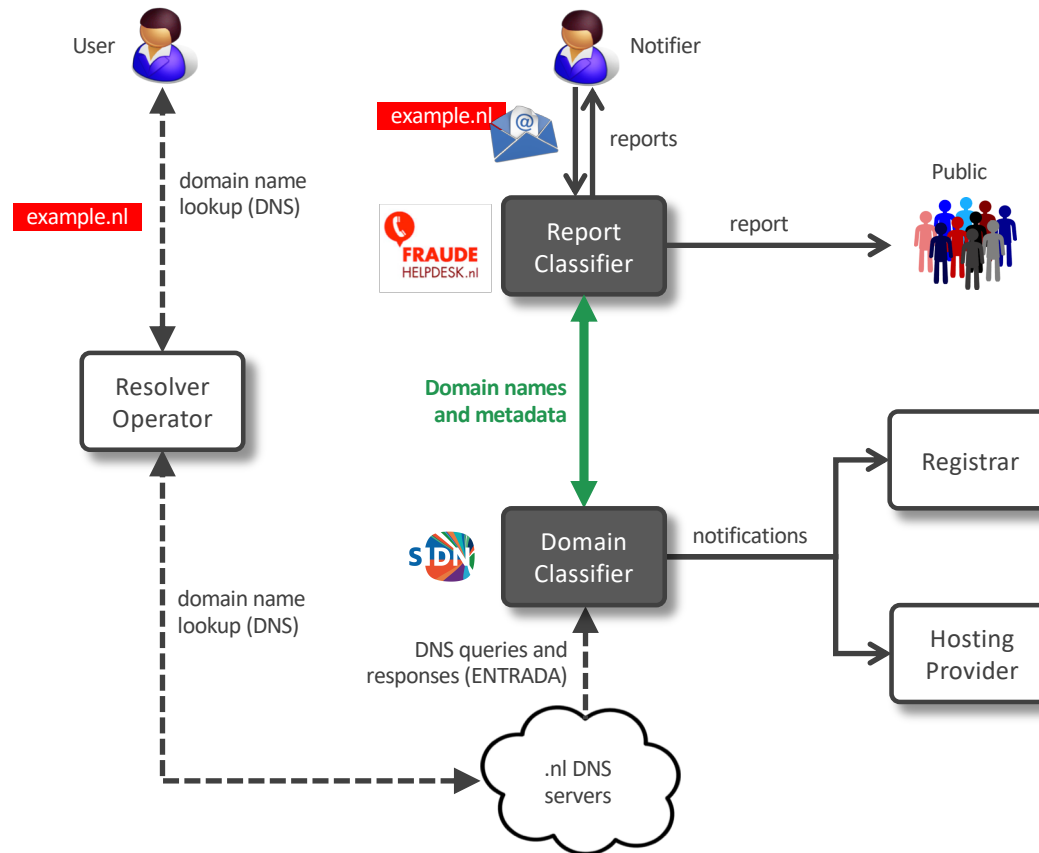 User
Notifier
example.nl
@
reports
domain name
lookup (DNS)
example.nl
Public
FRAUDE
HELPDESK.nl
Report
Classifier
report
Resolver
Operator
Domain names
and metadata
Registrar
SIDN
Domain
Classifier
notifications
domain name
lookup (DNS)
DNS queries and
responses (ENTRADA)
Hosting
Provider
.nl DNS
servers